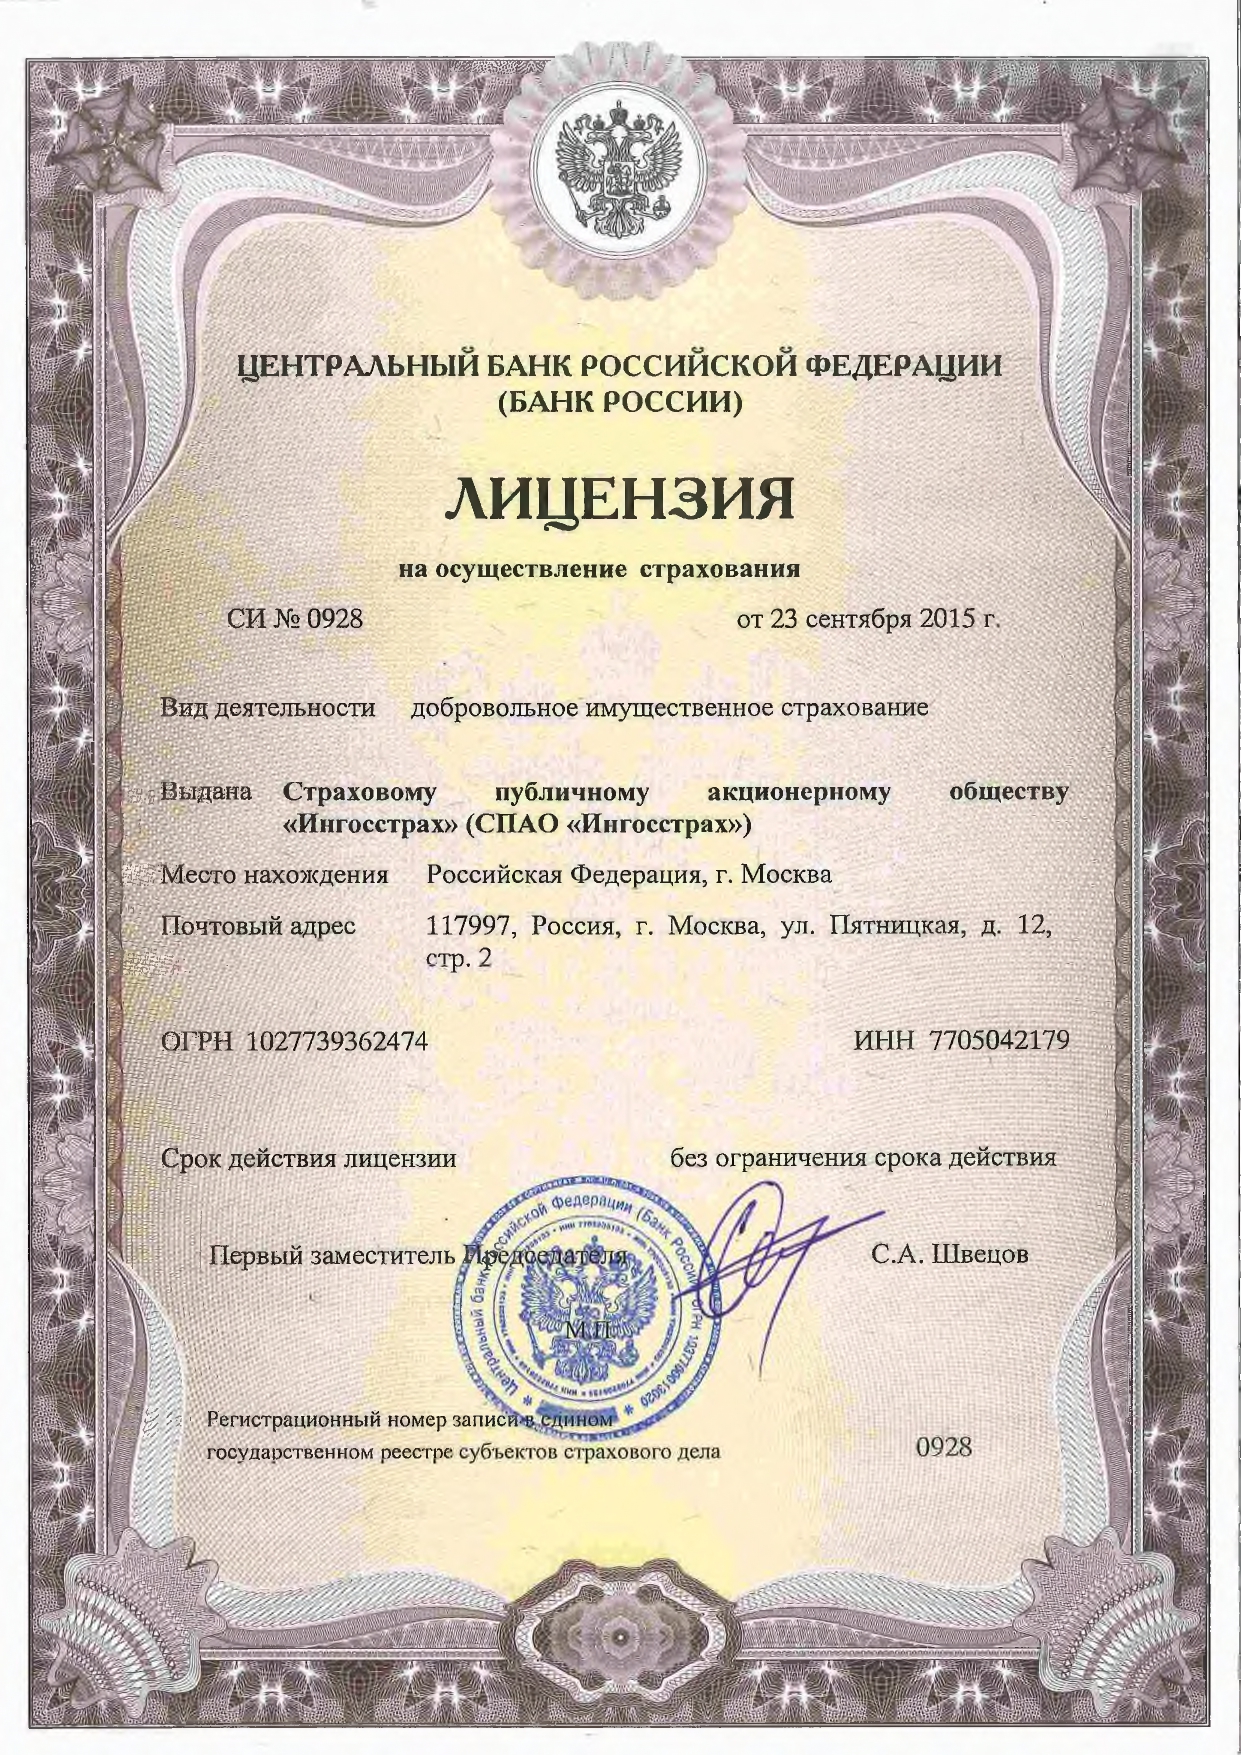 ЦЕНТРАЛЬНЫЙ БАНК РОССИЙСКОЙ ФЕДЕРАЦИИ
(БАНК РОССИИ)
ЛИЦЕНЗИЯ
на осуществление страхования
СИ № 0928 от 23 сентября 2015 г.
Вид деятельности добровольное имущественное страхование
Выдана Страховому публичному акционерному обществу
«Ингосстрах» (СПАО «Ингосстрах»)
Место нахождения Российская Федерация, г. Москва
Почтовый адрес 117997, Россия, г. Москва, ул. Пятницкая, д. 12,
стр. 2
ОГРН 1027739362474 ИНН 7705042179
Срок действия лицензии без ограничения срока действия
Первый заместитель Председателя С.А. Швецов
М.П.
Центральный банк Российской Федерации (Банк России) ОГРН 1037700013020
Регистрационный номер записи в едином
государственном реестре субъектов страхового дела 0928